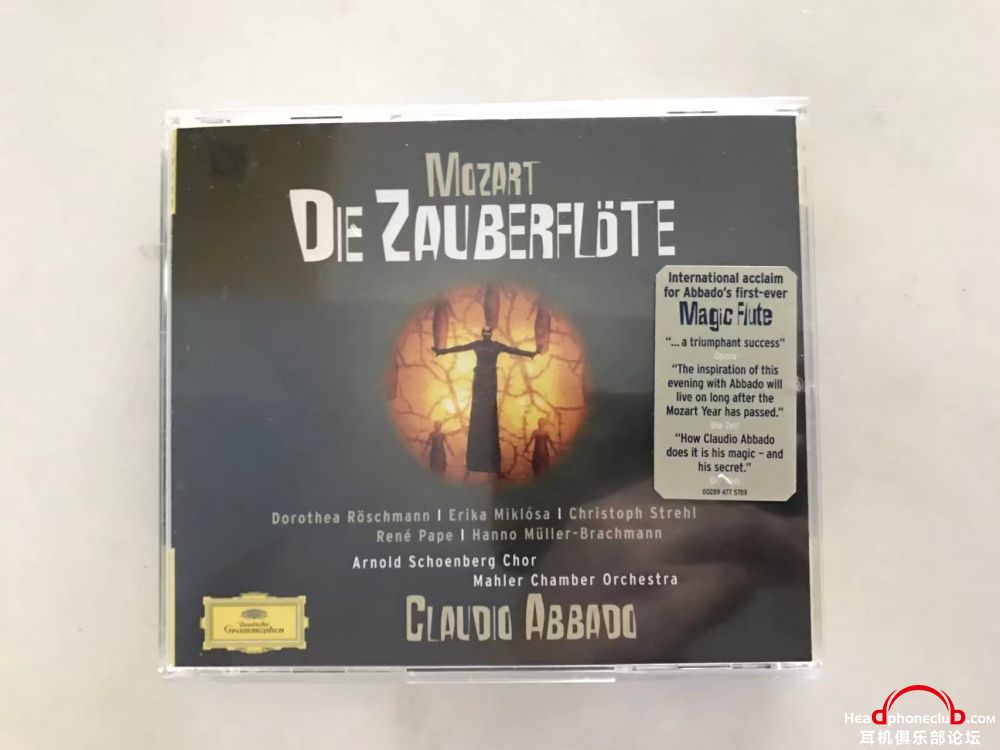 MOZART
DIE ZAUBERFLÖTE
International acclaim
for Abbado's first-ever
Magic Flute
"... a triumphant success"
Opera
"The inspiration of this
evening with Abbado will
live on long after the
Mozart Year has passed."
Die Zeit
"How Claudio Abbado
does it is his magic – and
his secret."
00289 477 5789
Dorothea Röschmann | Erika Miklósa | Christoph Strehl
René Pape | Hanno Müller-Brachmann
Arnold Schoenberg Chor
Mahler Chamber Orchestra
CLAUDIO ABBADO
Deutsche
Grammophon
Headphoneclub.com
耳机俱乐部论坛